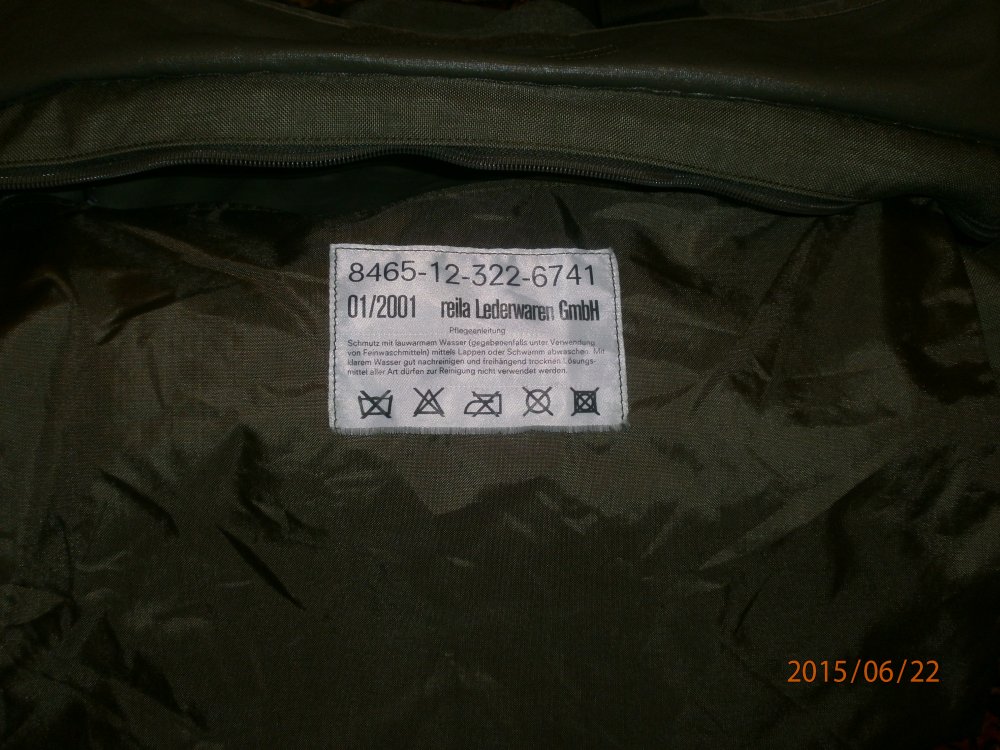 8465-12-322-6741
01/2001 reila Lederwaren GmbH
Pflegeanleitung
Schmutz mit lauwarmem Wasser (gegebenenfalls unter Verwendung
von Feinwaschmitteln) mittels Lappen oder Schwamm abwaschen. Mit
klarem Wasser gut nachreinigen und freihängend trocknen. Lösungs-
mittel aller Art dürfen zur Reinigung nicht verwendet werden.
2015/06/22